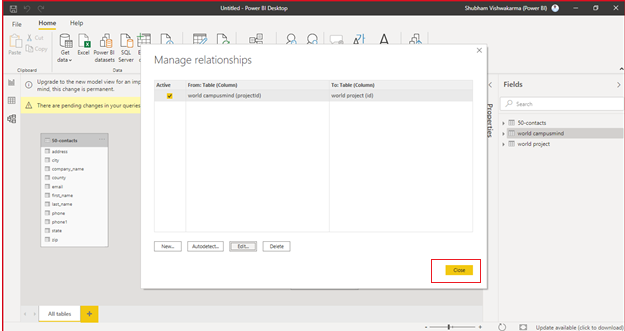 Untitled - Power BI Desktop
Shubham Vishwakarma (Power BI)
File
Home
Help
Paste
Cut
Copy
Get data
Excel
Power BI datasets
SQL Server
Clipboard
Data
Upgrade to the new model view for an
mind, this change is permanent.
There are pending changes in your queries
50-contacts
address
city
company_name
county
email
first_name
last_name
phone
phone1
state
zip
Manage relationships
Active
From: Table (Column)
To: Table (Column)
world campusmind (projectId)
world project (id)
New...
Autodetect...
Edit...
Delete
Close
Properties
Fields
Search
50-contacts
world campusmind
world project
All tables
Update available (click to download)